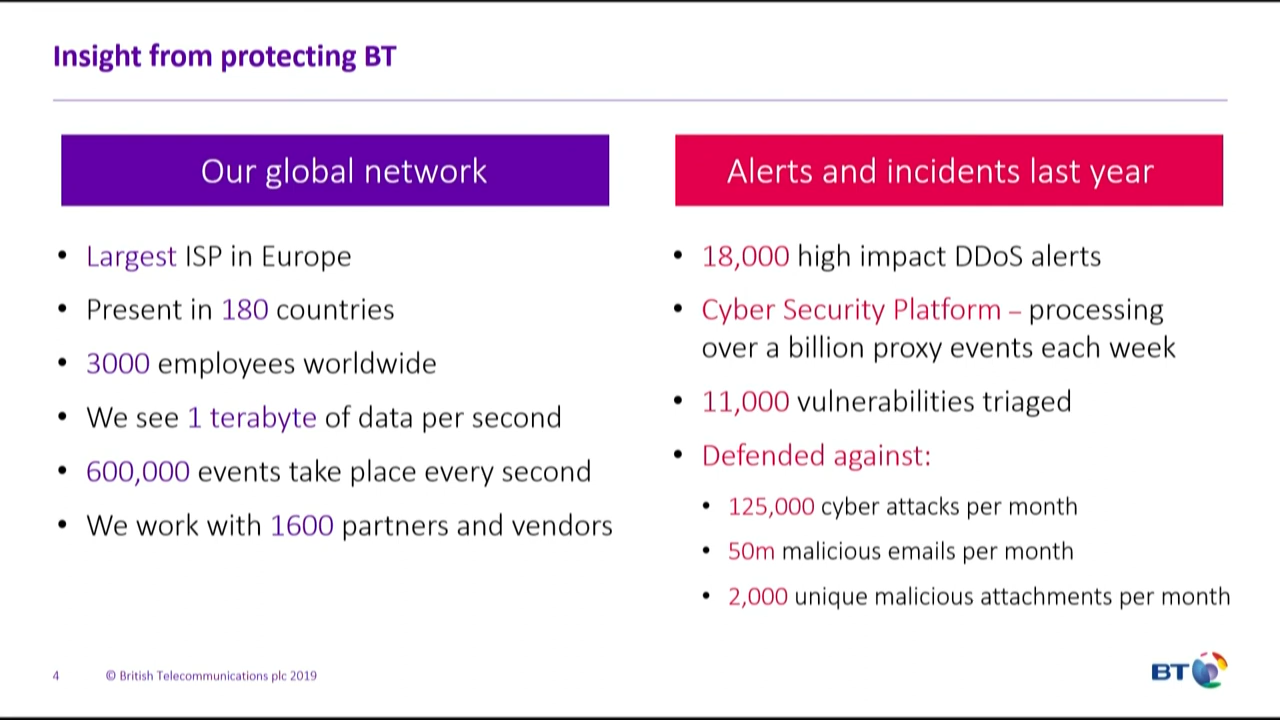 Insight from protecting BT
Our global network
• Largest ISP in Europe
• Present in 180 countries
• 3000 employees worldwide
• We see 1 terabyte of data per second
• 600,000 events take place every second
• We work with 1600 partners and vendors
Alerts and incidents last year
• 18,000 high impact DDoS alerts
• Cyber Security Platform – processing
over a billion proxy events each week
• 11,000 vulnerabilities triaged
• Defended against:
• 125,000 cyber attacks per month
• 50m malicious emails per month
• 2,000 unique malicious attachments per month
4
© British Telecommunications plc 2019
BT